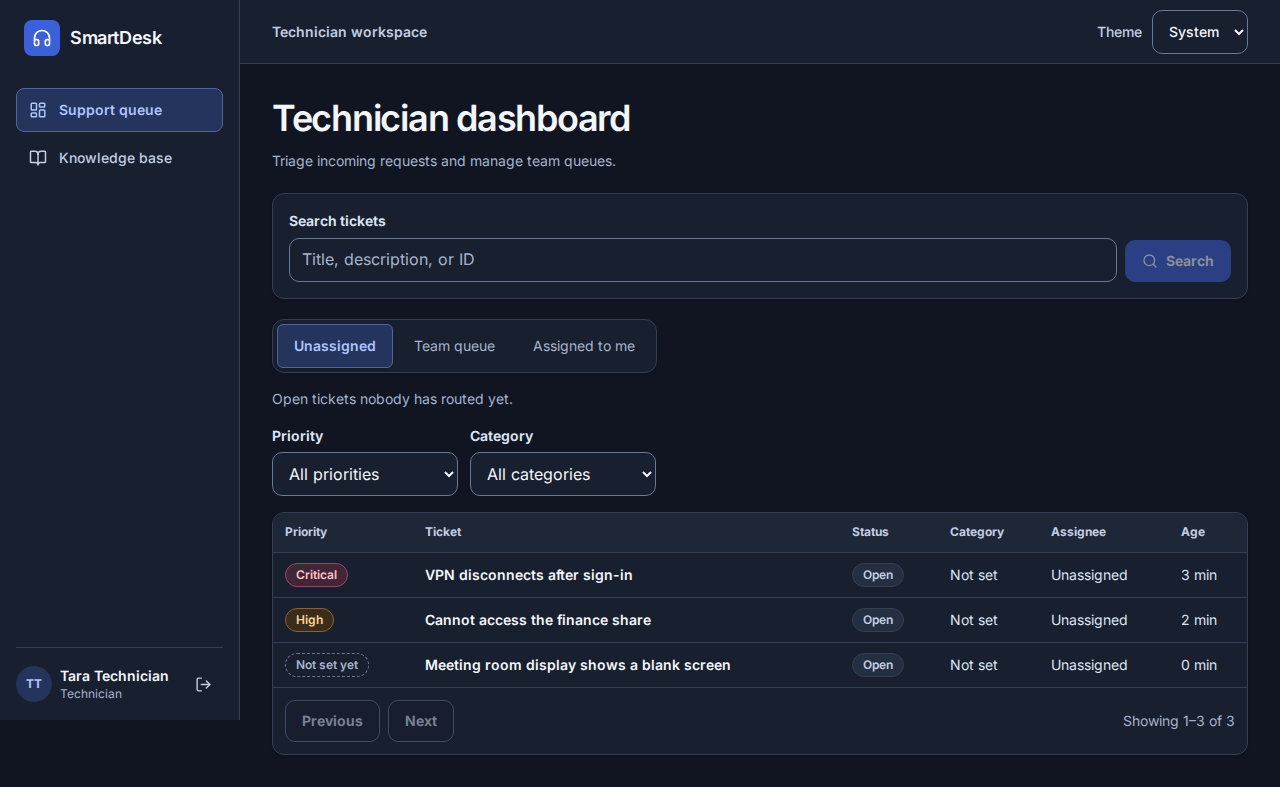 SmartDesk
Support queue
Knowledge base
TT
Tara Technician
Technician
Technician workspace
Theme
System
Technician dashboard
Triage incoming requests and manage team queues.
Search tickets
Title, description, or ID
Search
Unassigned Team queue Assigned to me
Open tickets nobody has routed yet.
Priority Category
All priorities All categories
Priority Ticket Status Category Assignee Age
Critical VPN disconnects after sign-in Open Not set Unassigned 3 min
High Cannot access the finance share Open Not set Unassigned 2 min
Not set yet Meeting room display shows a blank screen Open Not set Unassigned 0 min
Previous Next Showing 1–3 of 3